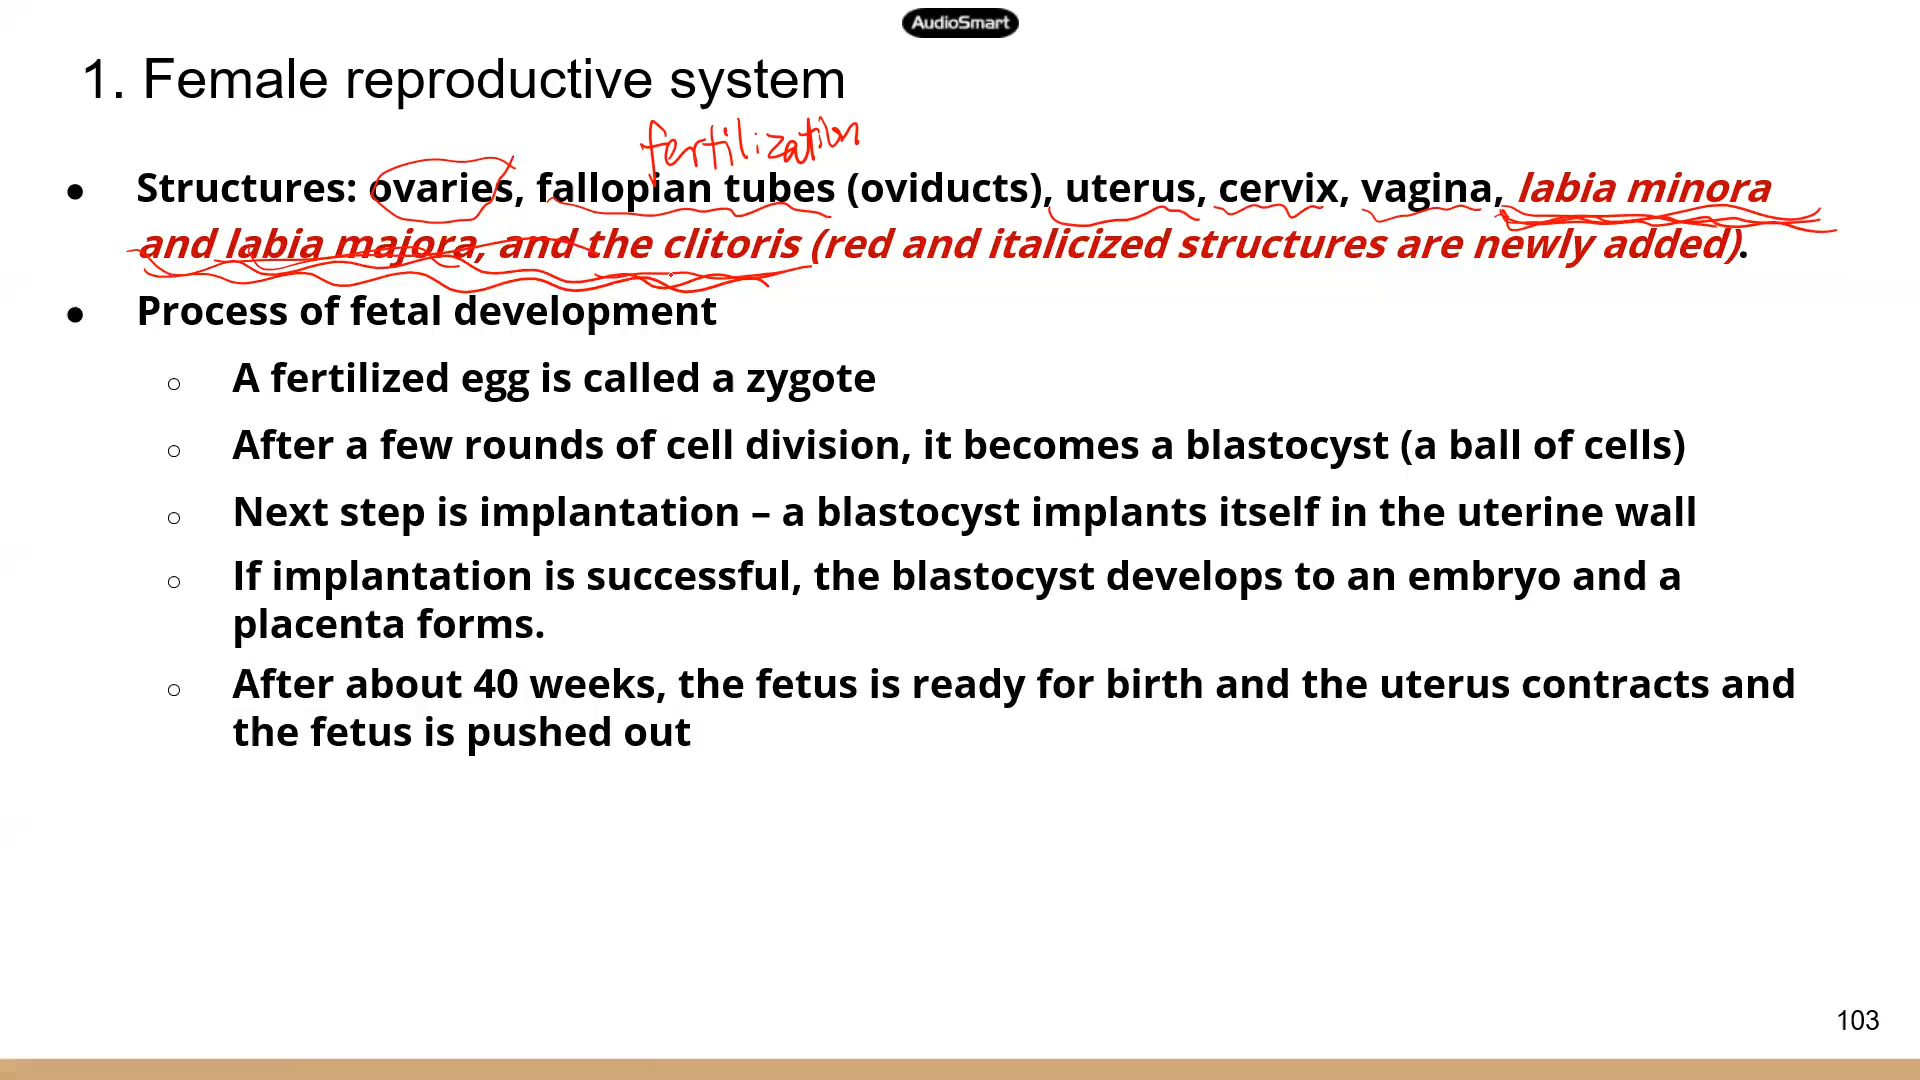 AudioSmart
1. Female reproductive system
fertilization
● Structures: ovaries, fallopian tubes (oviducts), uterus, cervix, vagina, labia minora
and labia majora, and the clitoris (red and italicized structures are newly added).
● Process of fetal development
○ A fertilized egg is called a zygote
○ After a few rounds of cell division, it becomes a blastocyst (a ball of cells)
○ Next step is implantation – a blastocyst implants itself in the uterine wall
○ If implantation is successful, the blastocyst develops to an embryo and a
placenta forms.
○ After about 40 weeks, the fetus is ready for birth and the uterus contracts and
the fetus is pushed out
103